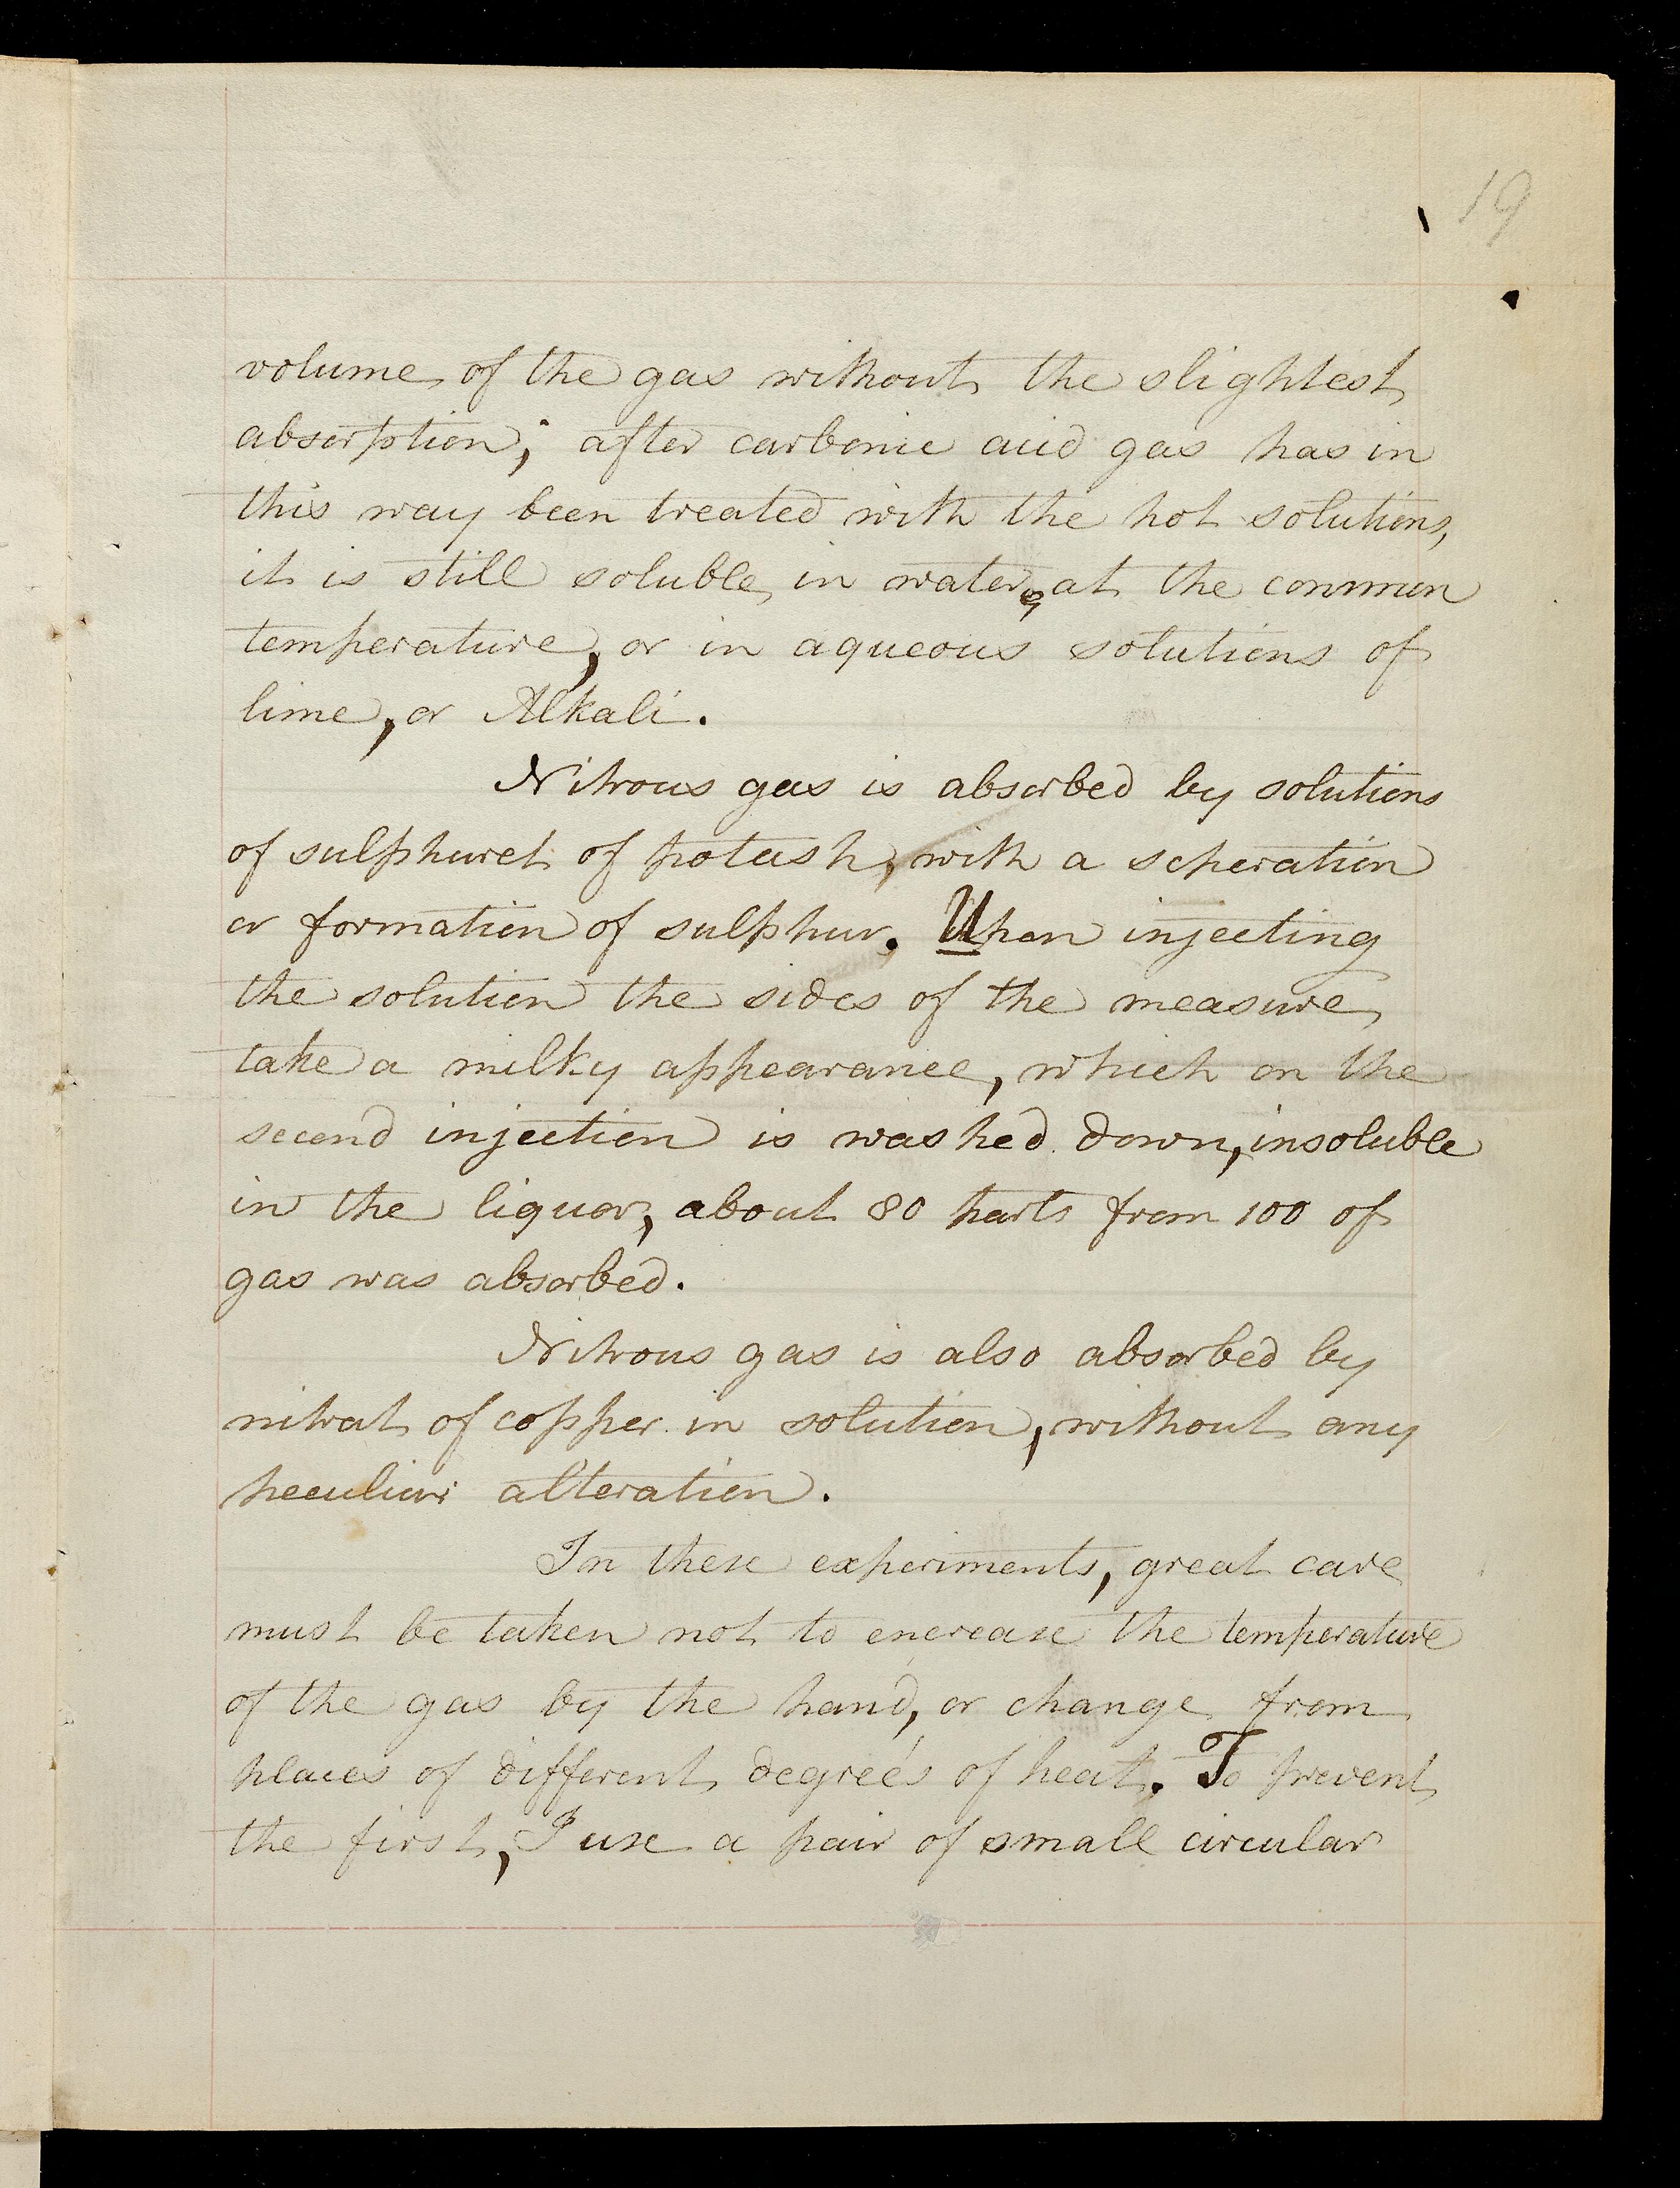 19
volume of the gas without the slightest
absorption; after carbonic acid gas has in
this way been treated with the hot solutions,
it is still soluble in water, at the common
temperature, or in aqueous solutions of
lime, or Alkali.
Nitrous gas is absorbed by solutions
of sulphuret of potash, with a seperation
or formation of sulphur. Upon injecting
the solution the sides of the measure
take a milky appearance, which on the
second injection is washed down, insoluble
in the liquor, about 80 parts from 100 of
gas was absorbed.
Nitrous gas is also absorbed by
nitrat of copper in solution, without any
peculiar alteration.
In these experiments, great care
must be taken not to encrease the temperature
of the gas by the hand, or change from
places of different degrees of heat. To prevent
the first, I use a pair of small circular